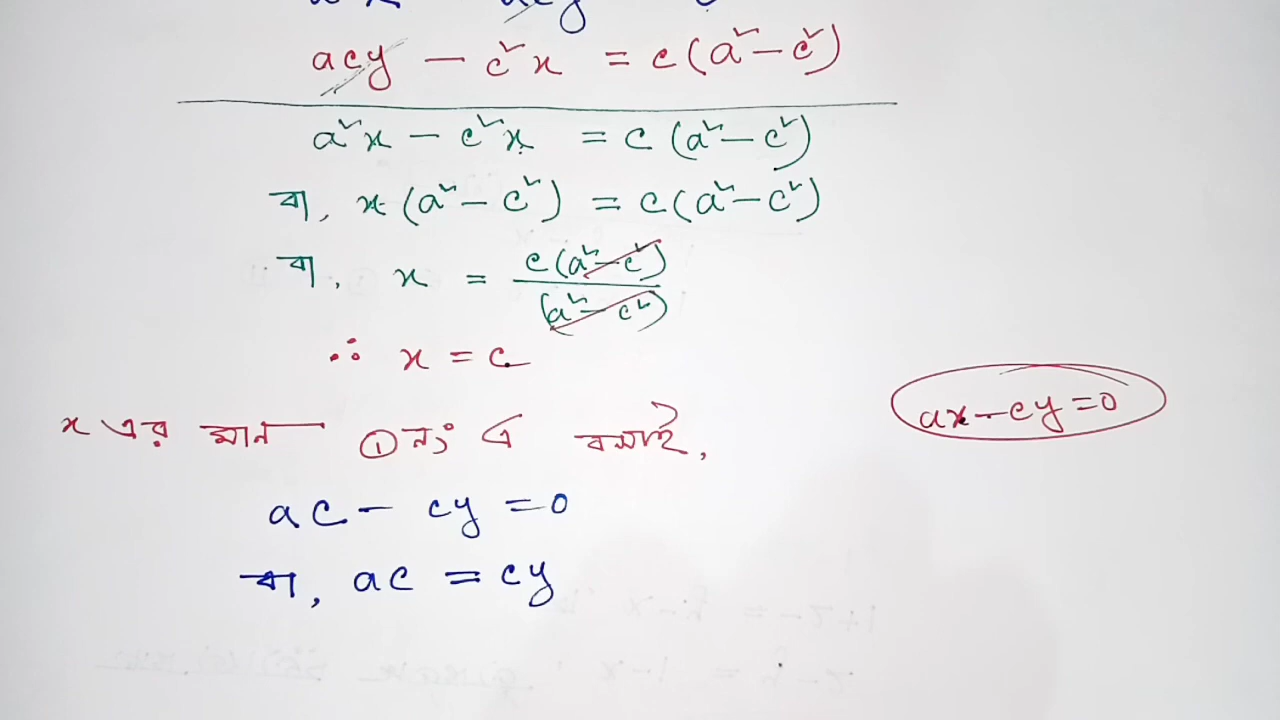 acy - c²x = c(a² - c²)
a²x - c²x = c(a² - c²)
বা, x(a² - c²) = c(a² - c²)
বা, x = c(a² - c²) / (a² - c²)
∴ x = c
x এর মান ① নং এ বসাই,
ax - cy = 0
ac - cy = 0
বা, ac = cy